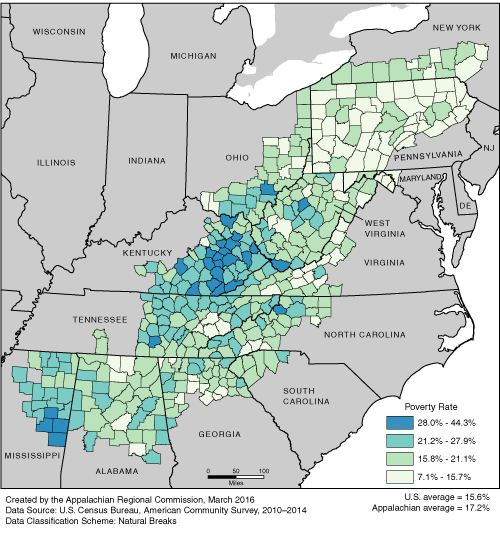 WISCONSIN
NEW YORK
MICHIGAN
ILLINOIS
INDIANA
OHIO
PENNSYLVANIA
NJ
MARYLAND
DE
WEST
VIRGINIA
KENTUCKY
VIRGINIA
TENNESSEE
NORTH CAROLINA
SOUTH
CAROLINA
MISSISSIPPI
ALABAMA
GEORGIA
Poverty Rate
28.0% - 44.3%
21.2% - 27.9%
15.8% - 21.1%
7.1% - 15.7%
0 50 100
Miles
U.S. average = 15.6%
Appalachian average = 17.2%
Created by the Appalachian Regional Commission, March 2016
Data Source: U.S. Census Bureau, American Community Survey, 2010–2014
Data Classification Scheme: Natural Breaks